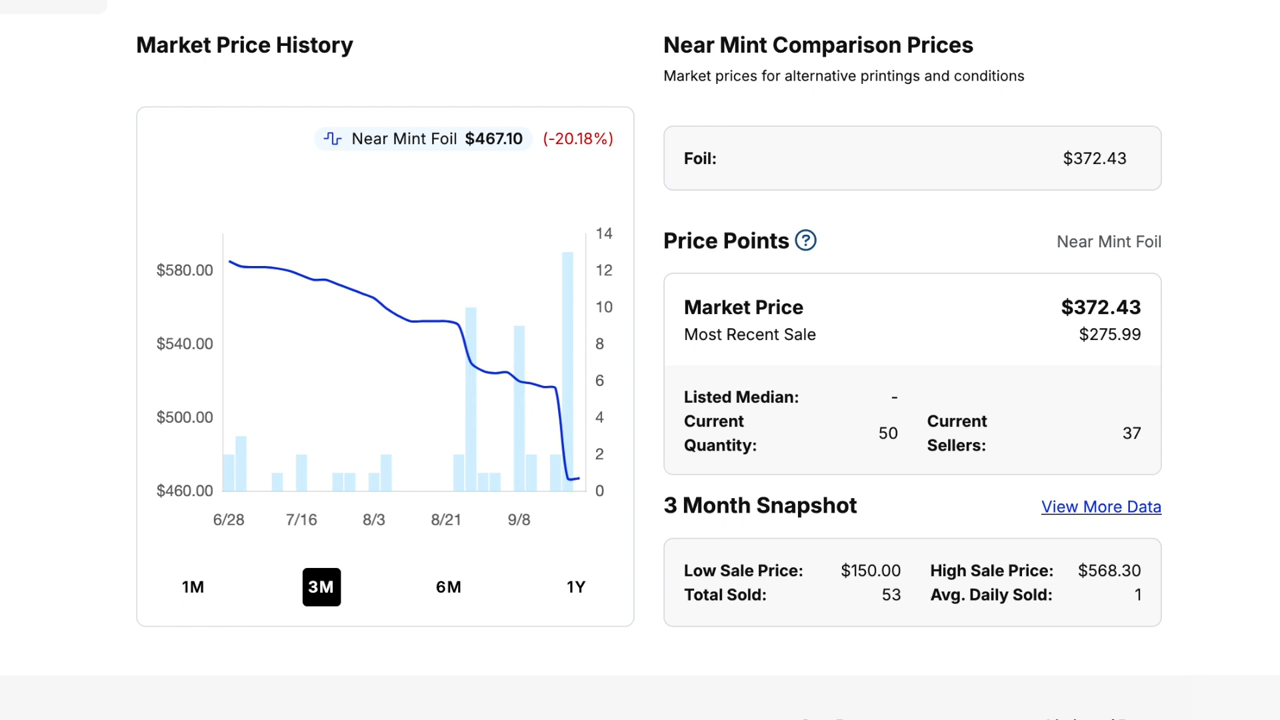 Market Price History
Near Mint Foil $467.10 (-20.18%)
$580.00
$540.00
$500.00
$460.00
14
12
10
8
6
4
2
0
6/28 7/16 8/3 8/21 9/8
1M 3M 6M 1Y
Near Mint Comparison Prices
Market prices for alternative printings and conditions
Foil: $372.43
Price Points ? Near Mint Foil
Market Price $372.43
Most Recent Sale $275.99
Listed Median: -
Current Quantity: 50
Current Sellers: 37
3 Month Snapshot View More Data
Low Sale Price: $150.00 High Sale Price: $568.30
Total Sold: 53 Avg. Daily Sold: 1